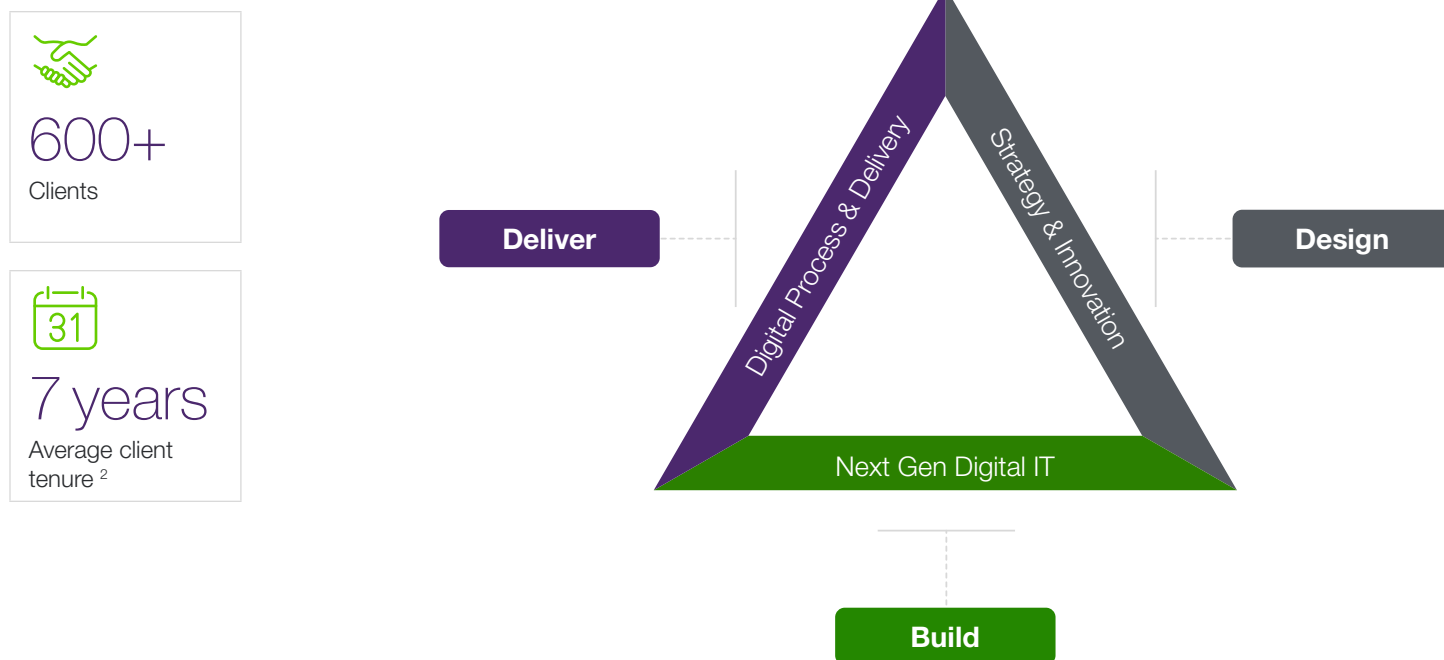 600+
Clients
31
7 years
Average client
tenure 2
Deliver
Digital Process & Delivery
Strategy & Innovation
Design
Next Gen Digital IT
Build